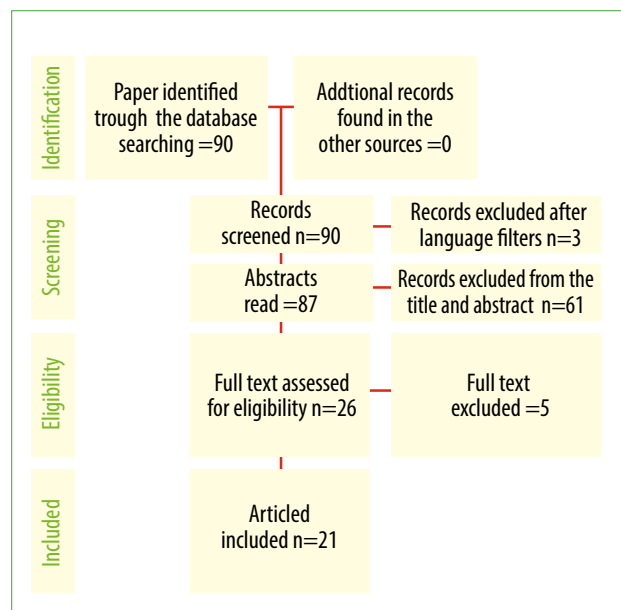 Identification
Paper identified
trough the database
searching =90
Addtional records
found in the
other sources =0
Screening
Records
screened n=90
Records excluded after
language filters n=3
Abstracts
read =87
Records excluded from the
title and abstract n=61
Eligibility
Full text assessed
for eligibility n=26
Full text
excluded =5
Included
Articled
included n=21